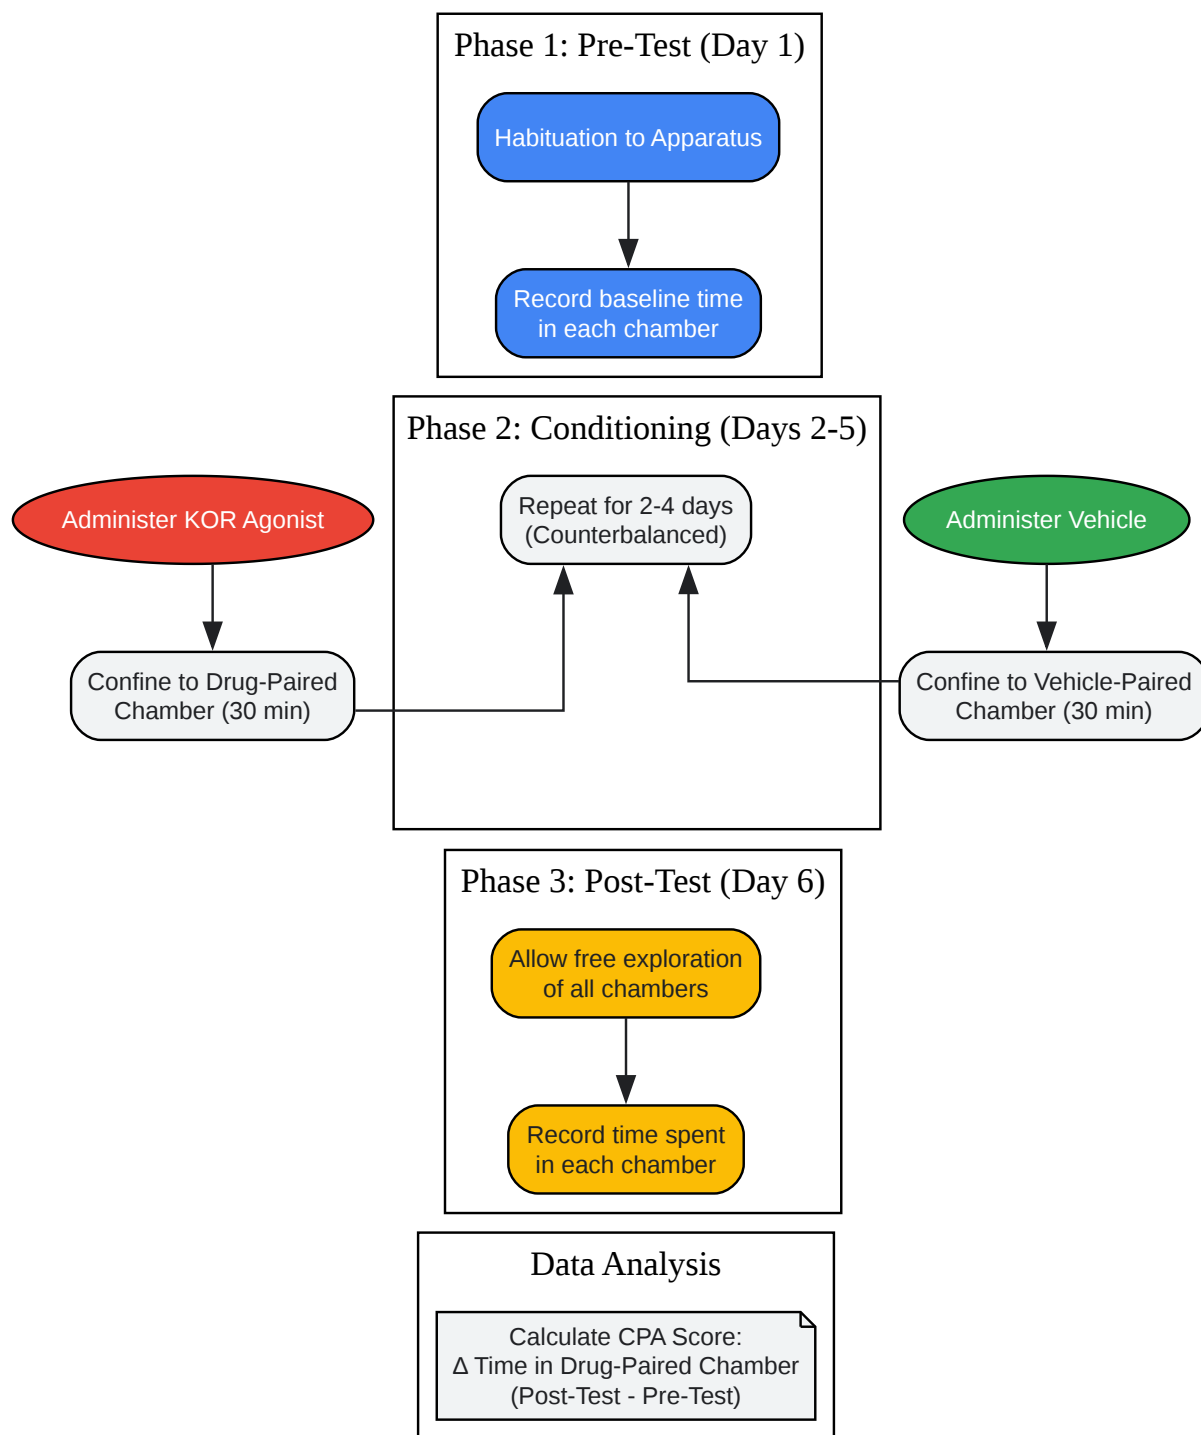 Phase 1: Pre-Test (Day 1)
Habituation to Apparatus
Record baseline time
in each chamber
Phase 2: Conditioning (Days 2-5)
Administer KOR Agonist
Repeat for 2-4 days
(Counterbalanced)
Administer Vehicle
Confine to Drug-Paired
Chamber (30 min)
Confine to Vehicle-Paired
Chamber (30 min)
Phase 3: Post-Test (Day 6)
Allow free exploration
of all chambers
Record time spent
in each chamber
Data Analysis
Calculate CPA Score:
Δ Time in Drug-Paired Chamber
(Post-Test - Pre-Test)